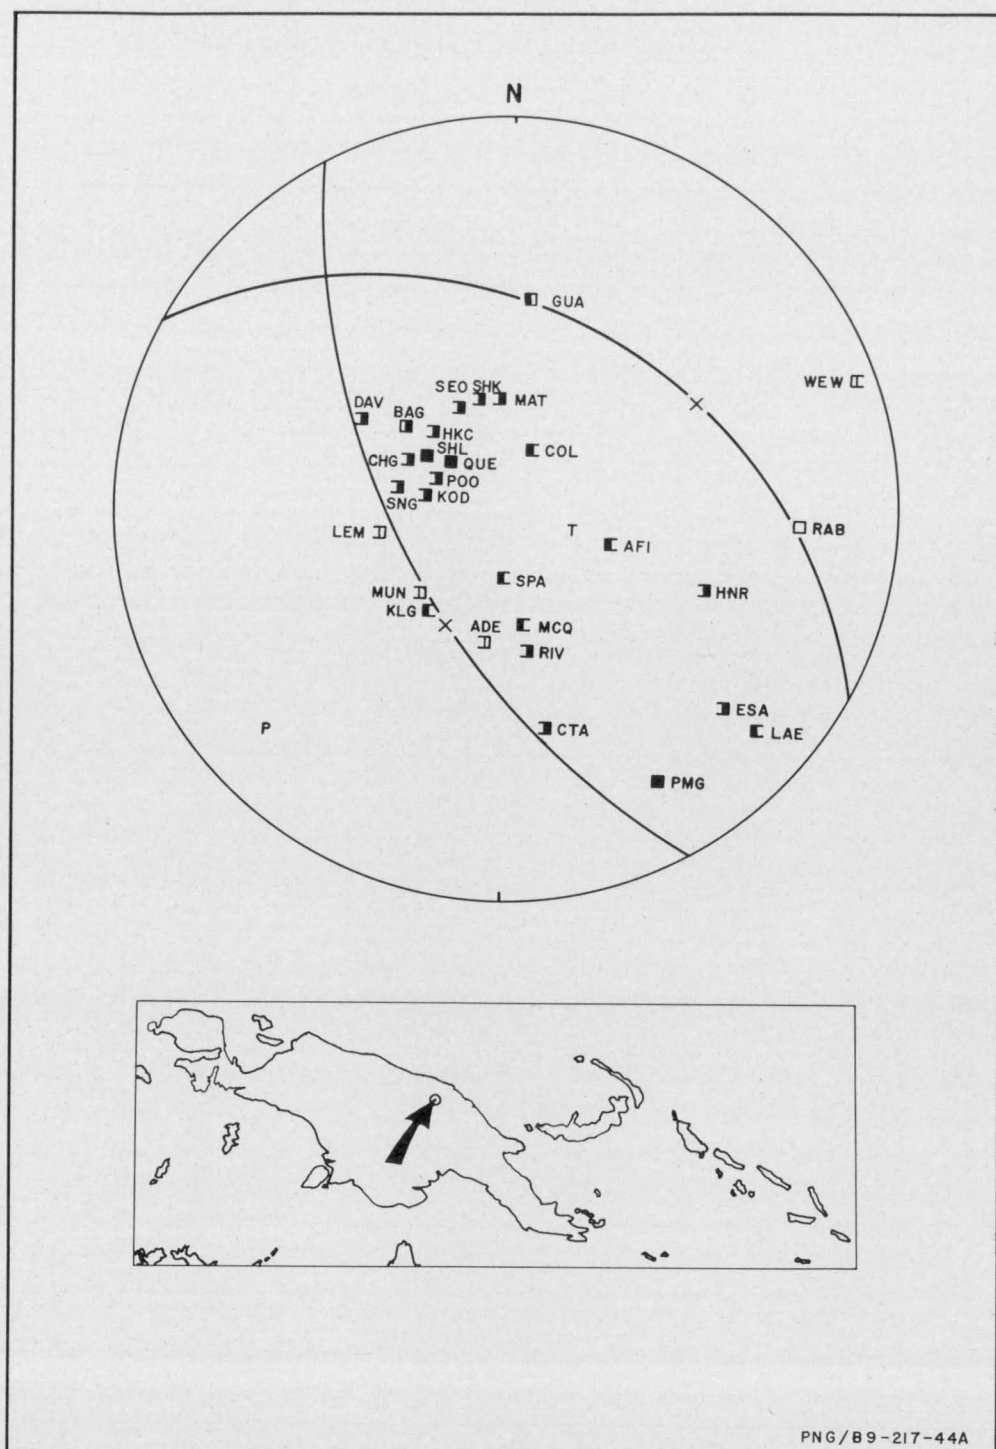 N
GUA
WEW
SEO SHK
MAT
DAV
BAG
HKC
COL
SHL
CHG
QUE
POO
SNG
KOD
LEM
T
AFI
RAB
SPA
MUN
HNR
KLG
ADE
MCQ
RIV
P
CTA
ESA
LAE
PMG
PNG/B9-217-44A